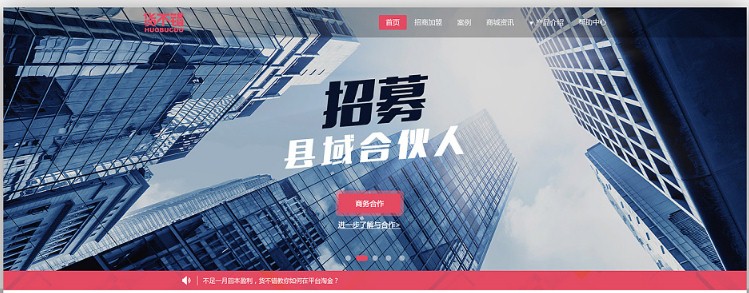 货不错
HUOBUCUO
首页
招商加盟
案例
商城资讯
产品介绍
帮助中心
招募
县域合伙人
商务合作
进一步了解与合作>
不足一月回本盈利，货不错教你如何在平台淘金？